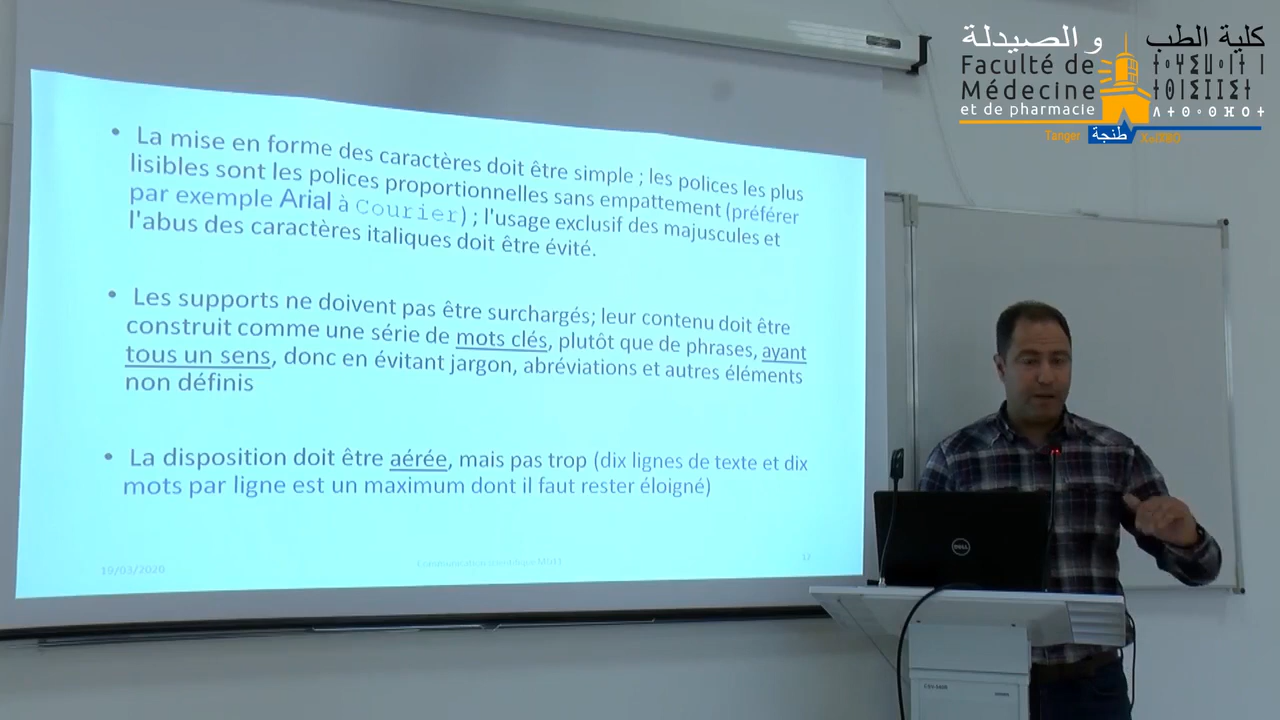 • La mise en forme des caractères doit être simple ; les polices les plus
lisibles sont les polices proportionnelles sans empattement (préférer
par exemple Arial à Courier) ; l'usage exclusif des majuscules et
l'abus des caractères italiques doit être évité.
• Les supports ne doivent pas être surchargés; leur contenu doit être
construit comme une série de mots clés, plutôt que de phrases, ayant
tous un sens, donc en évitant jargon, abréviations et autres éléments
non définis
• La disposition doit être aérée, mais pas trop (dix lignes de texte et dix
mots par ligne est un maximum dont il faut rester éloigné)
19/03/2020
Communication scientifique
كلية الطب والصيدلة
Faculté de
Médecine
et de pharmacie
Tanger طنجة
DELL